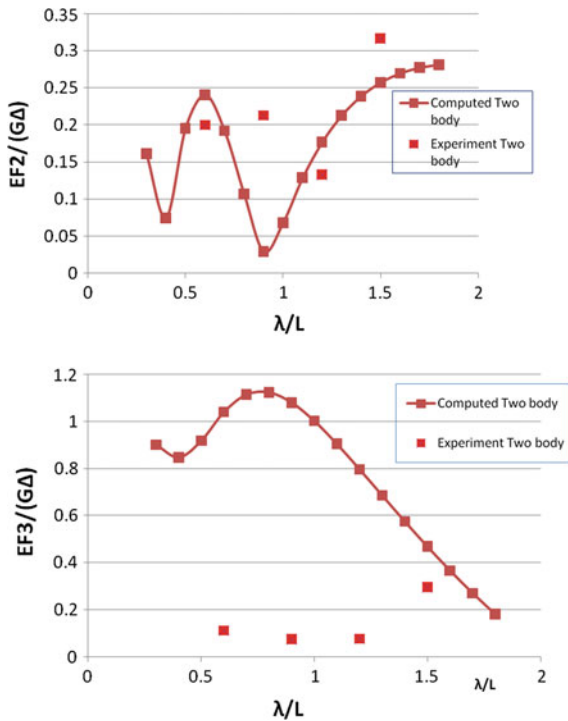 0.35
0.3
0.25
0.2
0.15
0.1
0.05
0
EF2/(GΔ)
Computed Two
body
Experiment Two
body
0 0.5 1 1.5 2
λ/L
1.2
1
0.8
0.6
0.4
0.2
0
EF3/(GΔ)
Computed Two body
Experiment Two body
λ/L
0 0.5 1 1.5 2
λ/L